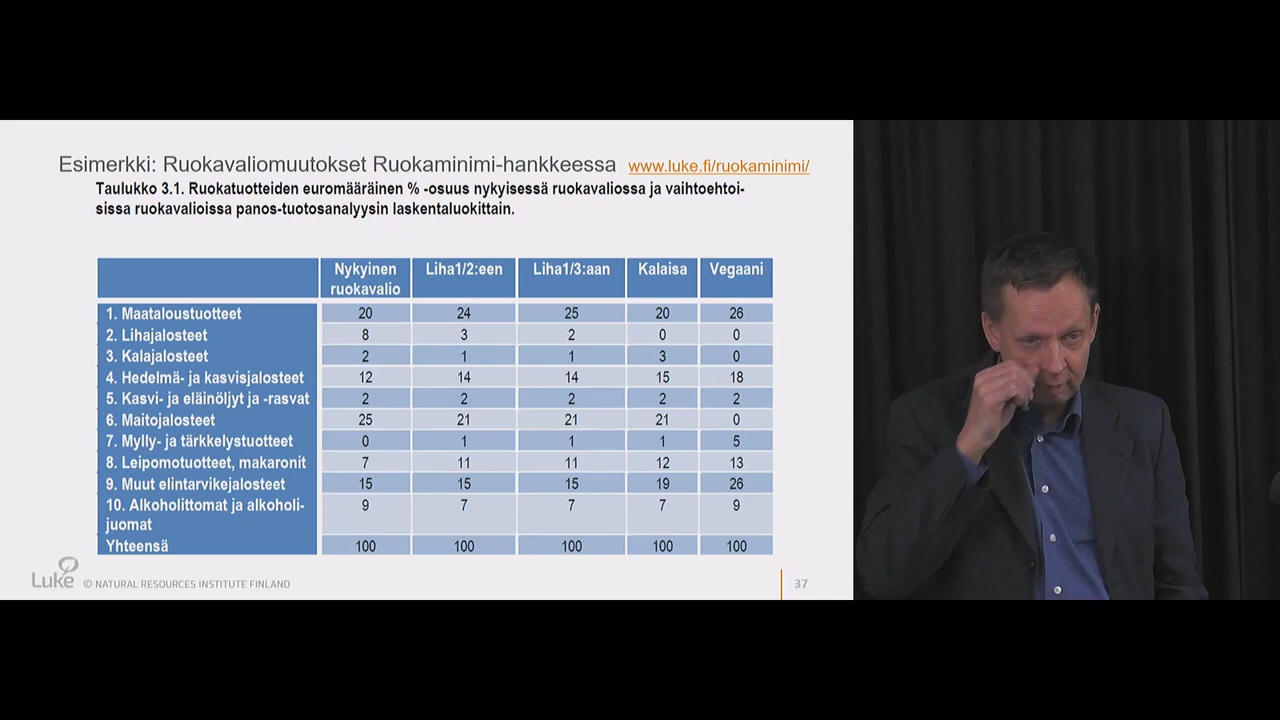 Esimerkki: Ruokavaliomuutokset Ruokaminimi-hankkeessa www.luke.fi/ruokaminimi/
Taulukko 3.1. Ruokatuotteiden euromääräinen % -osuus nykyisessä ruokavaliossa ja vaihtoehtoi-
sissa ruokavalioissa panos-tuotosanalyysin laskentaluokittain.
Nykyinen ruokavalio Liha1/2:een Liha1/3:aan Kalaisa Vegaani
1. Maataloustuotteet 20 24 25 20 26
2. Lihajalosteet 8 3 2 0 0
3. Kalajalosteet 2 1 1 3 0
4. Hedelmä- ja kasvisjalosteet 12 14 14 15 18
5. Kasvi- ja eläinöljyt ja -rasvat 2 2 2 2 2
6. Maitojalosteet 25 21 21 21 0
7. Mylly- ja tärkkelystuotteet 0 1 1 1 5
8. Leipomotuotteet, makaronit 7 11 11 12 13
9. Muut elintarvikejalosteet 15 15 15 19 26
10. Alkoholittomat ja alkoholi- 9 7 7 7 9
juomat
Yhteensä 100 100 100 100 100
Luke © NATURAL RESOURCES INSTITUTE FINLAND 37